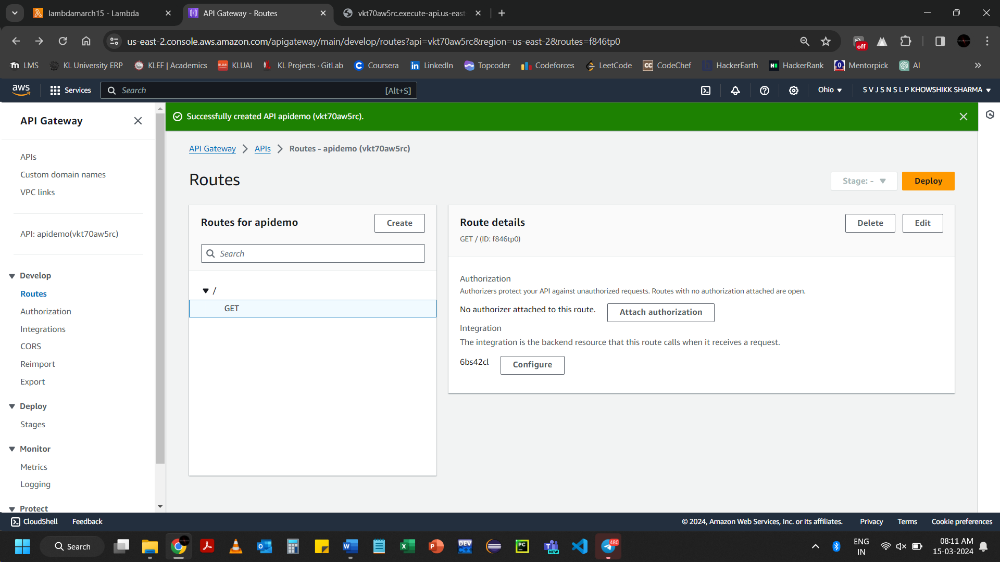 lambdamarch15 - Lambda
API Gateway - Routes
vkt70aw5rc.execute-api.us-east
us-east-2.console.aws.amazon.com/apigateway/main/develop/routes?api=vkt70aw5rc&region=us-east-2&routes=f846tp0
off
LMS
KL University ERP
KLEF | Academics
KLUAI
KL Projects · GitLab
Coursera
LinkedIn
Topcoder
Codeforces
LeetCode
CodeChef
HackerEarth
HackerRank
Mentorpick
AI
aws
Services
Search
[Alt+S]
Ohio
S V J S N S L P KHOWSHIKK SHARMA
API Gateway
APIs
Custom domain names
VPC links
API: apidemo(vkt70aw5rc)
Develop
Routes
Authorization
Integrations
CORS
Reimport
Export
Deploy
Stages
Monitor
Metrics
Logging
Protect
Successfully created API apidemo (vkt70aw5rc).
API Gateway
APIs
Routes - apidemo (vkt70aw5rc)
Routes
Stage: -
Deploy
Routes for apidemo
Create
Search
/
GET
Route details
Delete
Edit
GET / (ID: f846tp0)
Authorization
Authorizers protect your API against unauthorized requests. Routes with no authorization attached are open.
No authorizer attached to this route.
Attach authorization
Integration
The integration is the backend resource that this route calls when it receives a request.
6bs42cl
Configure
CloudShell
Feedback
© 2024, Amazon Web Services, Inc. or its affiliates.
Privacy
Terms
Cookie preferences
Search
DEV
PC
NEW
480
ENG
IN
08:11 AM
15-03-2024